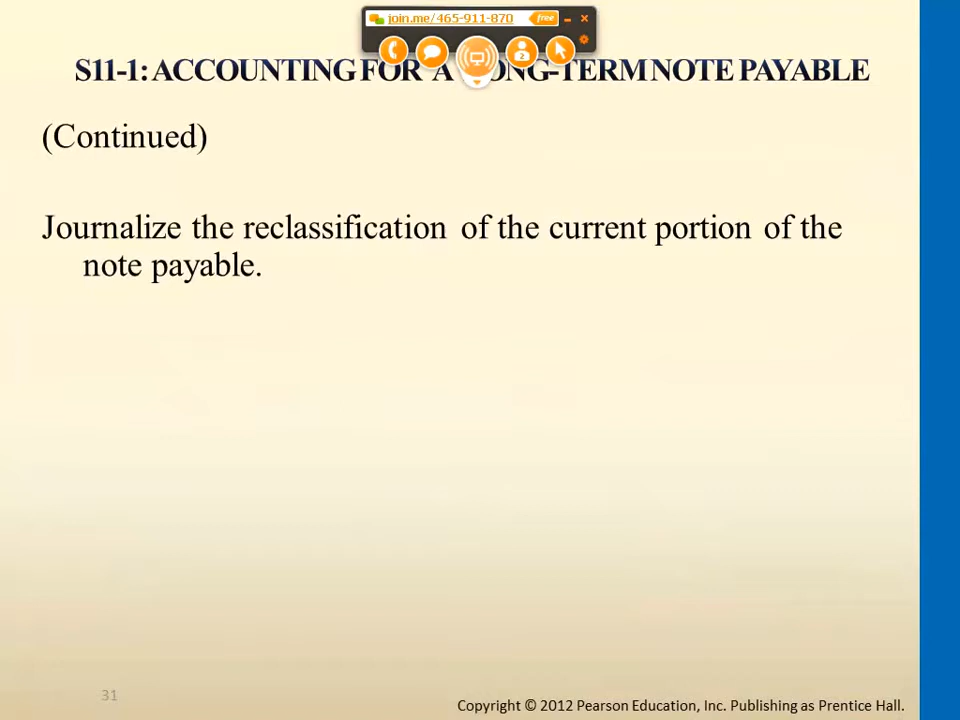 join.me/465-911-870 free
S11-1: ACCOUNTING FOR A ONG-TERM NOTE PAYABLE
(Continued)
Journalize the reclassification of the current portion of the
note payable.
31
Copyright © 2012 Pearson Education, Inc. Publishing as Prentice Hall.